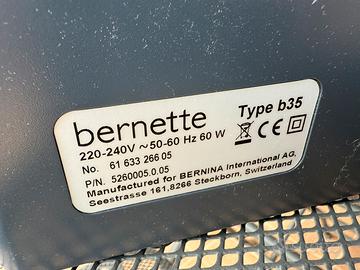 bernette
Type b35
220-240V ~50-60 Hz 60 W
No. 61 633 266 05
P/N. 5260005.0.05
Manufactured for BERNINA International AG,
Seestrasse 161,8266 Steckborn, Switzerland